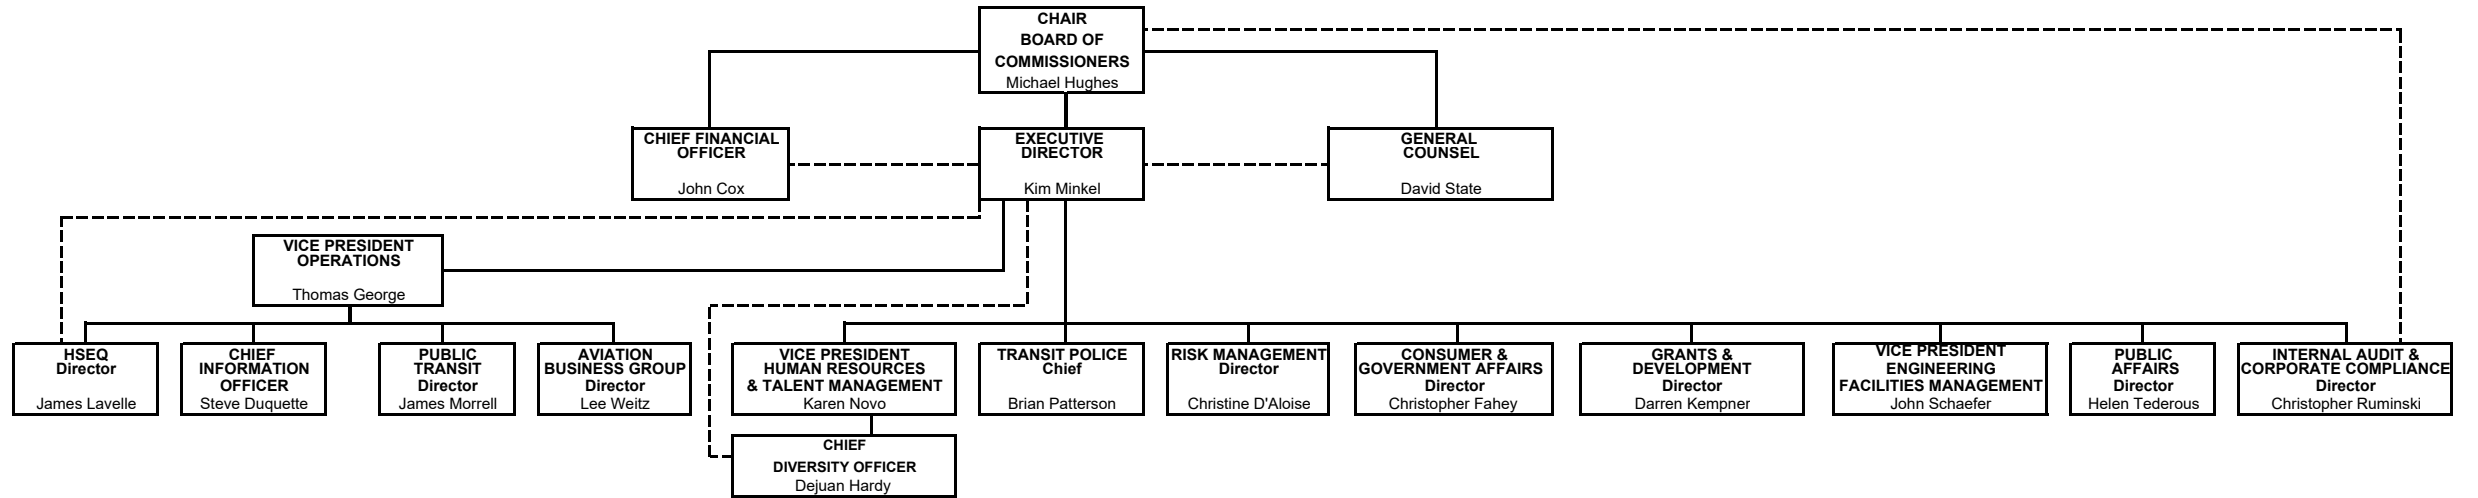 CHAIR
BOARD OF
COMMISSIONERS
Michael Hughes
CHIEF FINANCIAL
OFFICER
John Cox
EXECUTIVE
DIRECTOR
Kim Minkel
GENERAL
COUNSEL
David State
VICE PRESIDENT
OPERATIONS
Thomas George
HSEQ
Director
James Lavelle
CHIEF
INFORMATION
OFFICER
Steve Duquette
PUBLIC
TRANSIT
Director
James Morrell
AVIATION
BUSINESS GROUP
Director
Lee Weitz
VICE PRESIDENT
HUMAN RESOURCES
& TALENT MANAGEMENT
Karen Novo
TRANSIT POLICE
Chief
Brian Patterson
RISK MANAGEMENT
Director
Christine D'Aloise
CONSUMER &
GOVERNMENT AFFAIRS
Director
Christopher Fahey
GRANTS &
DEVELOPMENT
Director
Darren Kempner
VICE PRESIDENT
ENGINEERING
FACILITIES MANAGEMENT
John Schaefer
PUBLIC
AFFAIRS
Director
Helen Tederous
INTERNAL AUDIT &
CORPORATE COMPLIANCE
Director
Christopher Ruminski
CHIEF
DIVERSITY OFFICER
Dejuan Hardy